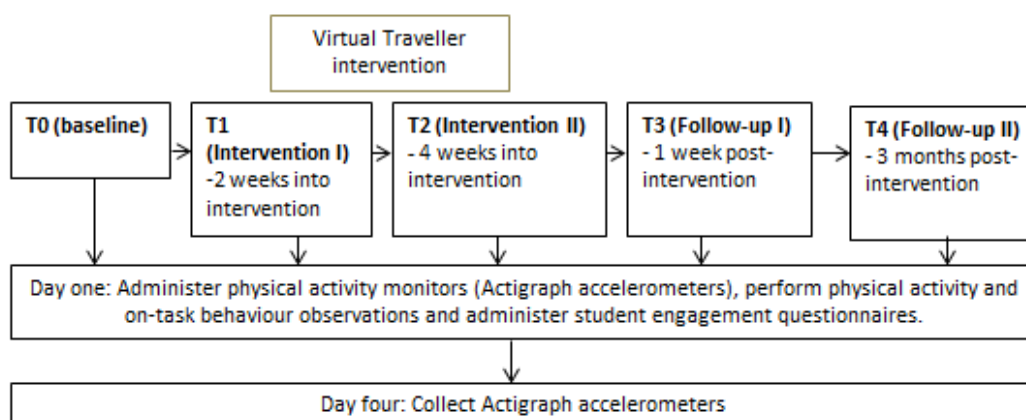 Virtual Traveller
intervention
T0 (baseline)
T1
(Intervention I)
-2 weeks into
intervention
T2 (Intervention II)
- 4 weeks into
intervention
T3 (Follow-up I)
- 1 week post-
intervention
T4 (Follow-up II)
- 3 months post-
intervention
Day one: Administer physical activity monitors (Actigraph accelerometers), perform physical activity and
on-task behaviour observations and administer student engagement questionnaires.
Day four: Collect Actigraph accelerometers